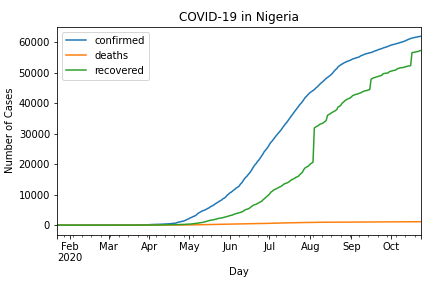 COVID-19 in Nigeria
confirmed
deaths
recovered
60000
50000
40000
30000
20000
10000
0
Number of Cases
Feb Mar Apr May Jun Jul Aug Sep Oct
2020
Day